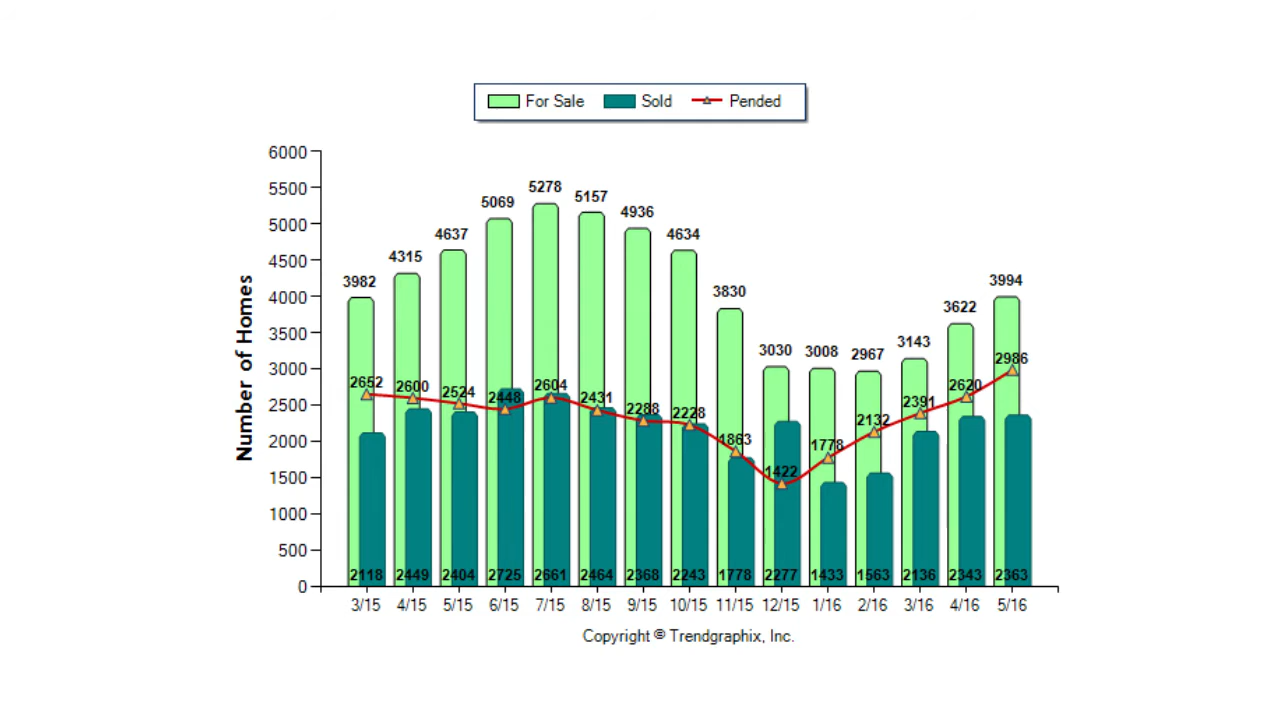 For Sale Sold Pended
Number of Homes
6000
5500
5000
4500
4000
3500
3000
2500
2000
1500
1000
500
0
3982 4315 4637 5069 5278 5157 4936 4634 3830 3030 3008 2967 3143 3622 3994
2652 2600 2524 2448 2604 2431 2288 2228 1863 1422 1778 2132 2391 2620 2986
2118 2449 2404 2725 2661 2464 2368 2243 1778 2277 1433 1563 2136 2343 2363
3/15 4/15 5/15 6/15 7/15 8/15 9/15 10/15 11/15 12/15 1/16 2/16 3/16 4/16 5/16
Copyright © Trendgraphix, Inc.